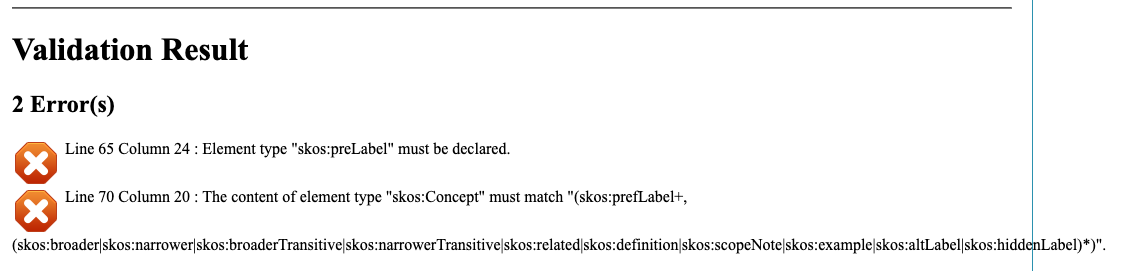 Validation Result
2 Error(s)
Line 65 Column 24 : Element type "skos:preLabel" must be declared.
Line 70 Column 20 : The content of element type "skos:Concept" must match "(skos:prefLabel+,
(skos:broader|skos:narrower|skos:broaderTransitive|skos:narrowerTransitive|skos:related|skos:definition|skos:scopeNote|skos:example|skos:altLabel|skos:hiddenLabel)*)".